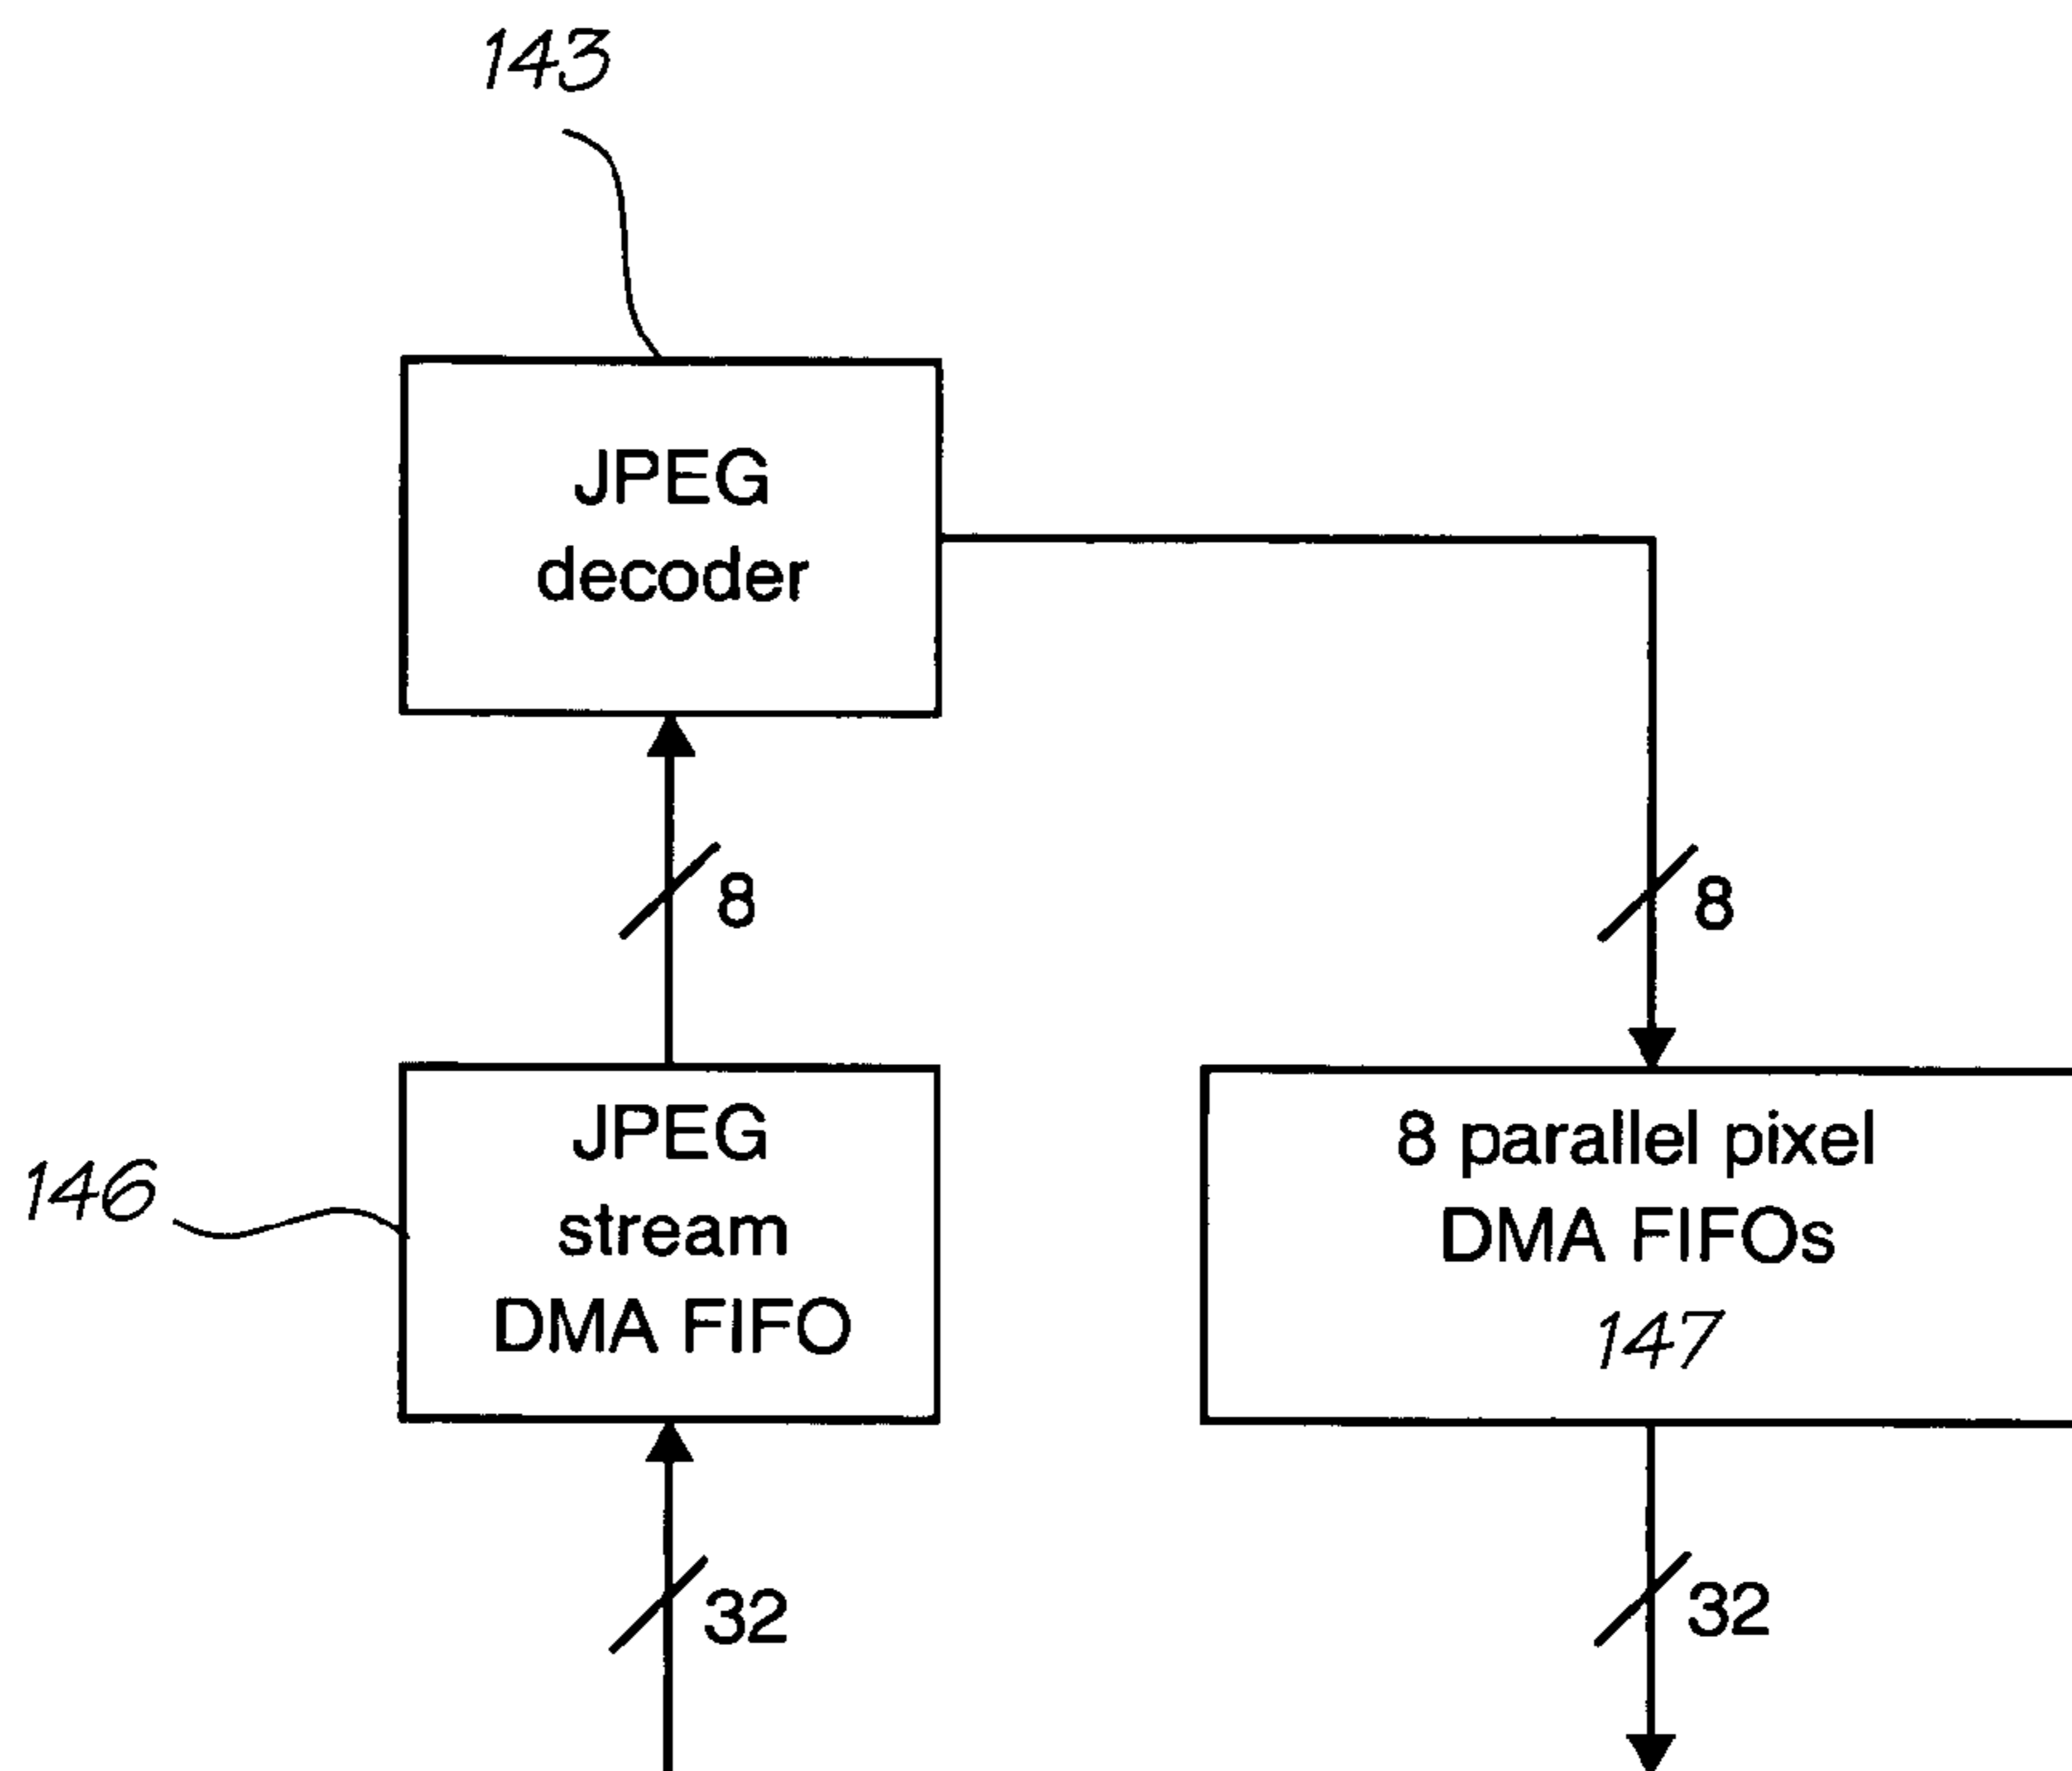 143
JPEG
decoder
8
8
JPEG
stream
DMA FIFO
146
8 parallel pixel
DMA FIFOs
147
32
32